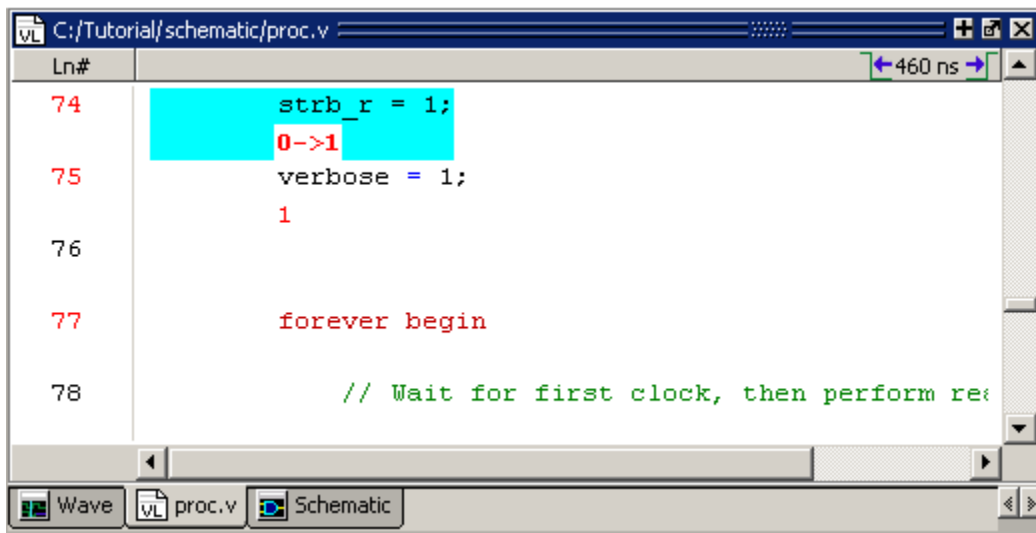 C:/Tutorial/schematic/proc.v
Ln# 460 ns
74 strb_r = 1;
0->1
75 verbose = 1;
1
76
77 forever begin
78 // Wait for first clock, then perform
Wave proc.v Schematic